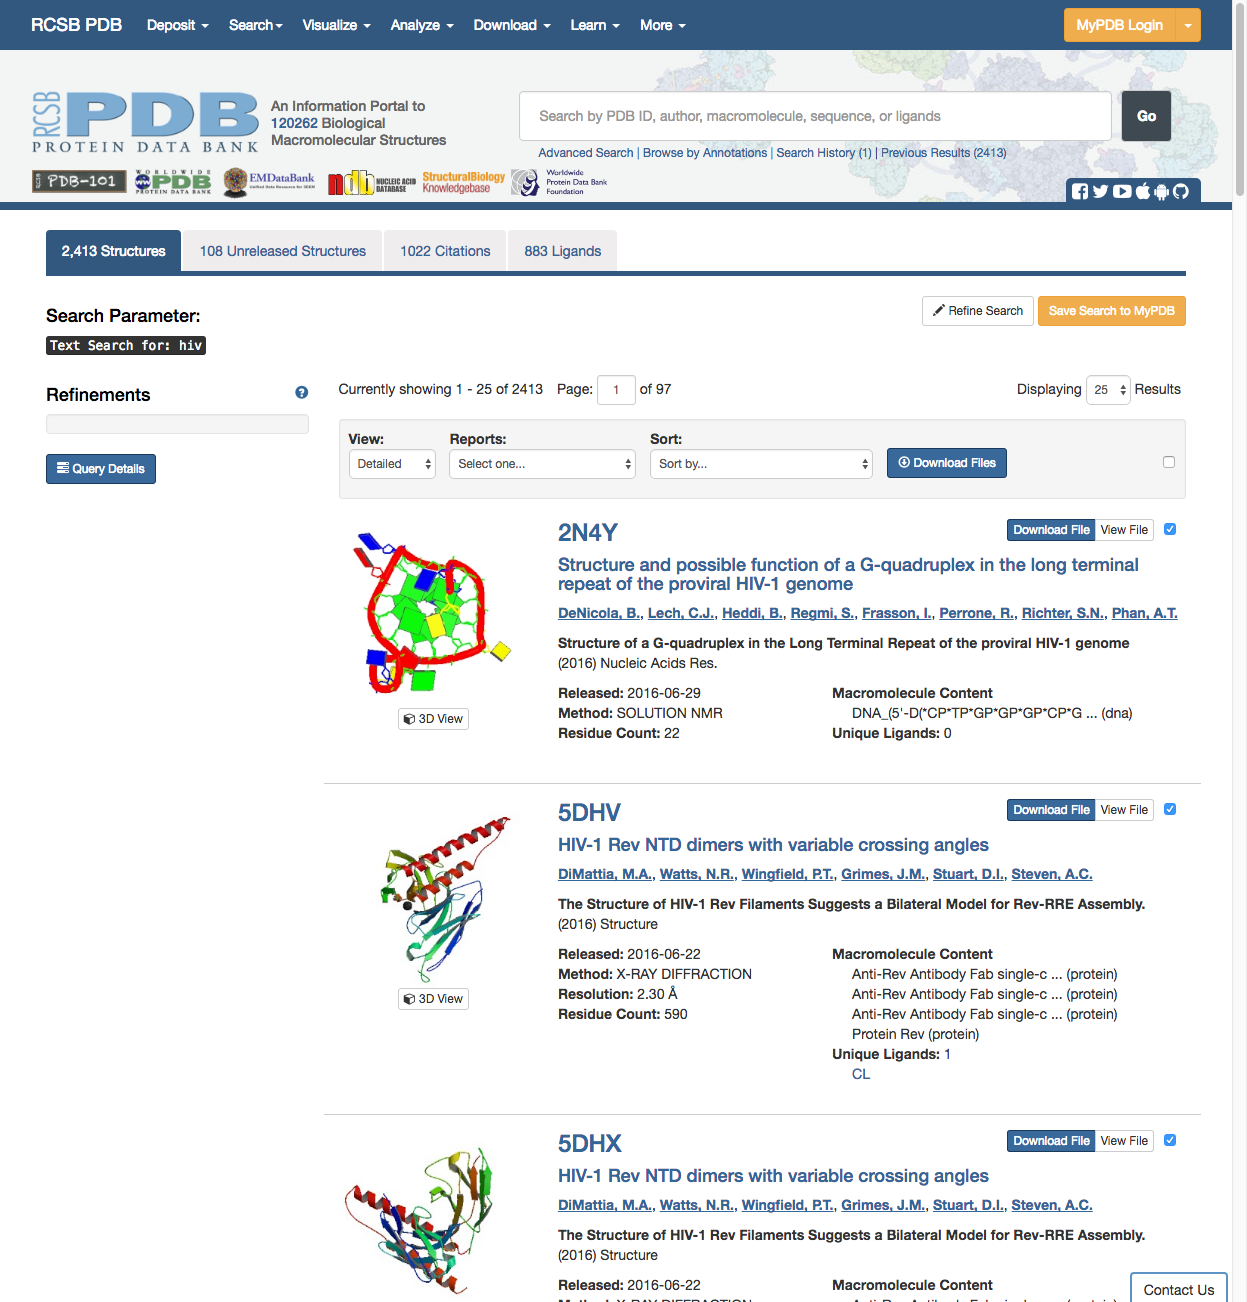 RCSB PDB Deposit Search Visualize Analyze Download Learn More MyPDB Login
RCSB PDB
PROTEIN DATA BANK
An Information Portal to
120262 Biological
Macromolecular Structures
Search by PDB ID, author, macromolecule, sequence, or ligands
Go
Advanced Search | Browse by Annotations | Search History (1) | Previous Results (2413)
PDB-101
WORLDWIDE
PDB
PROTEIN DATA BANK
EMDataBank
Unified Data Resource for 3DEM
ndb
NUCLEIC ACID
DATABASE
StructuralBiology
Knowledgebase
Worldwide
Protein Data Bank
Foundation
2,413 Structures 108 Unreleased Structures 1022 Citations 883 Ligands
Search Parameter:
Refine Search Save Search to MyPDB
Text Search for: hiv
Refinements
Currently showing 1 - 25 of 2413 Page: 1 of 97 Displaying 25 Results
Query Details
View: Reports: Sort:
Detailed Select one... Sort by... Download Files
2N4Y
Download File View File
Structure and possible function of a G-quadruplex in the long terminal
repeat of the proviral HIV-1 genome
DeNicola, B., Lech, C.J., Heddi, B., Regmi, S., Frasson, I., Perrone, R., Richter, S.N., Phan, A.T.
Structure of a G-quadruplex in the Long Terminal Repeat of the proviral HIV-1 genome
(2016) Nucleic Acids Res.
Released: 2016-06-29
Method: SOLUTION NMR
Residue Count: 22
Macromolecule Content
DNA_(5'-D(*CP*TP*GP*GP*GP*CP*G ... (dna)
Unique Ligands: 0
3D View
5DHV
Download File View File
HIV-1 Rev NTD dimers with variable crossing angles
DiMattia, M.A., Watts, N.R., Wingfield, P.T., Grimes, J.M., Stuart, D.I., Steven, A.C.
The Structure of HIV-1 Rev Filaments Suggests a Bilateral Model for Rev-RRE Assembly.
(2016) Structure
Released: 2016-06-22
Method: X-RAY DIFFRACTION
Resolution: 2.30 Å
Residue Count: 590
Macromolecule Content
Anti-Rev Antibody Fab single-c ... (protein)
Anti-Rev Antibody Fab single-c ... (protein)
Anti-Rev Antibody Fab single-c ... (protein)
Protein Rev (protein)
Unique Ligands: 1
CL
3D View
5DHX
Download File View File
HIV-1 Rev NTD dimers with variable crossing angles
DiMattia, M.A., Watts, N.R., Wingfield, P.T., Grimes, J.M., Stuart, D.I., Steven, A.C.
The Structure of HIV-1 Rev Filaments Suggests a Bilateral Model for Rev-RRE Assembly.
(2016) Structure
Released: 2016-06-22
Macromolecule Content
Contact Us